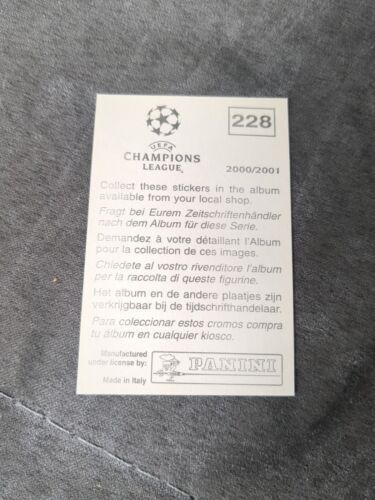 228
UEFA
CHAMPIONS
LEAGUE
2000/2001
Collect these stickers in the album
available from your local shop.
Fragt bei Eurem Zeitschriftenhändler
nach dem Album für diese Serie.
Demandez à votre détaillant l'Album
pour la collection de ces images.
Chiedete al vostro rivenditore l'album
per la raccolta di queste figurine.
Het album en de andere plaatjes zijn
verkrijgbaar bij de tijdschrifthandelaar.
Para coleccionar estos cromos compra
tu álbum en cualquier kiosco.
Manufactured
under license by:
PANINI
Made in Italy